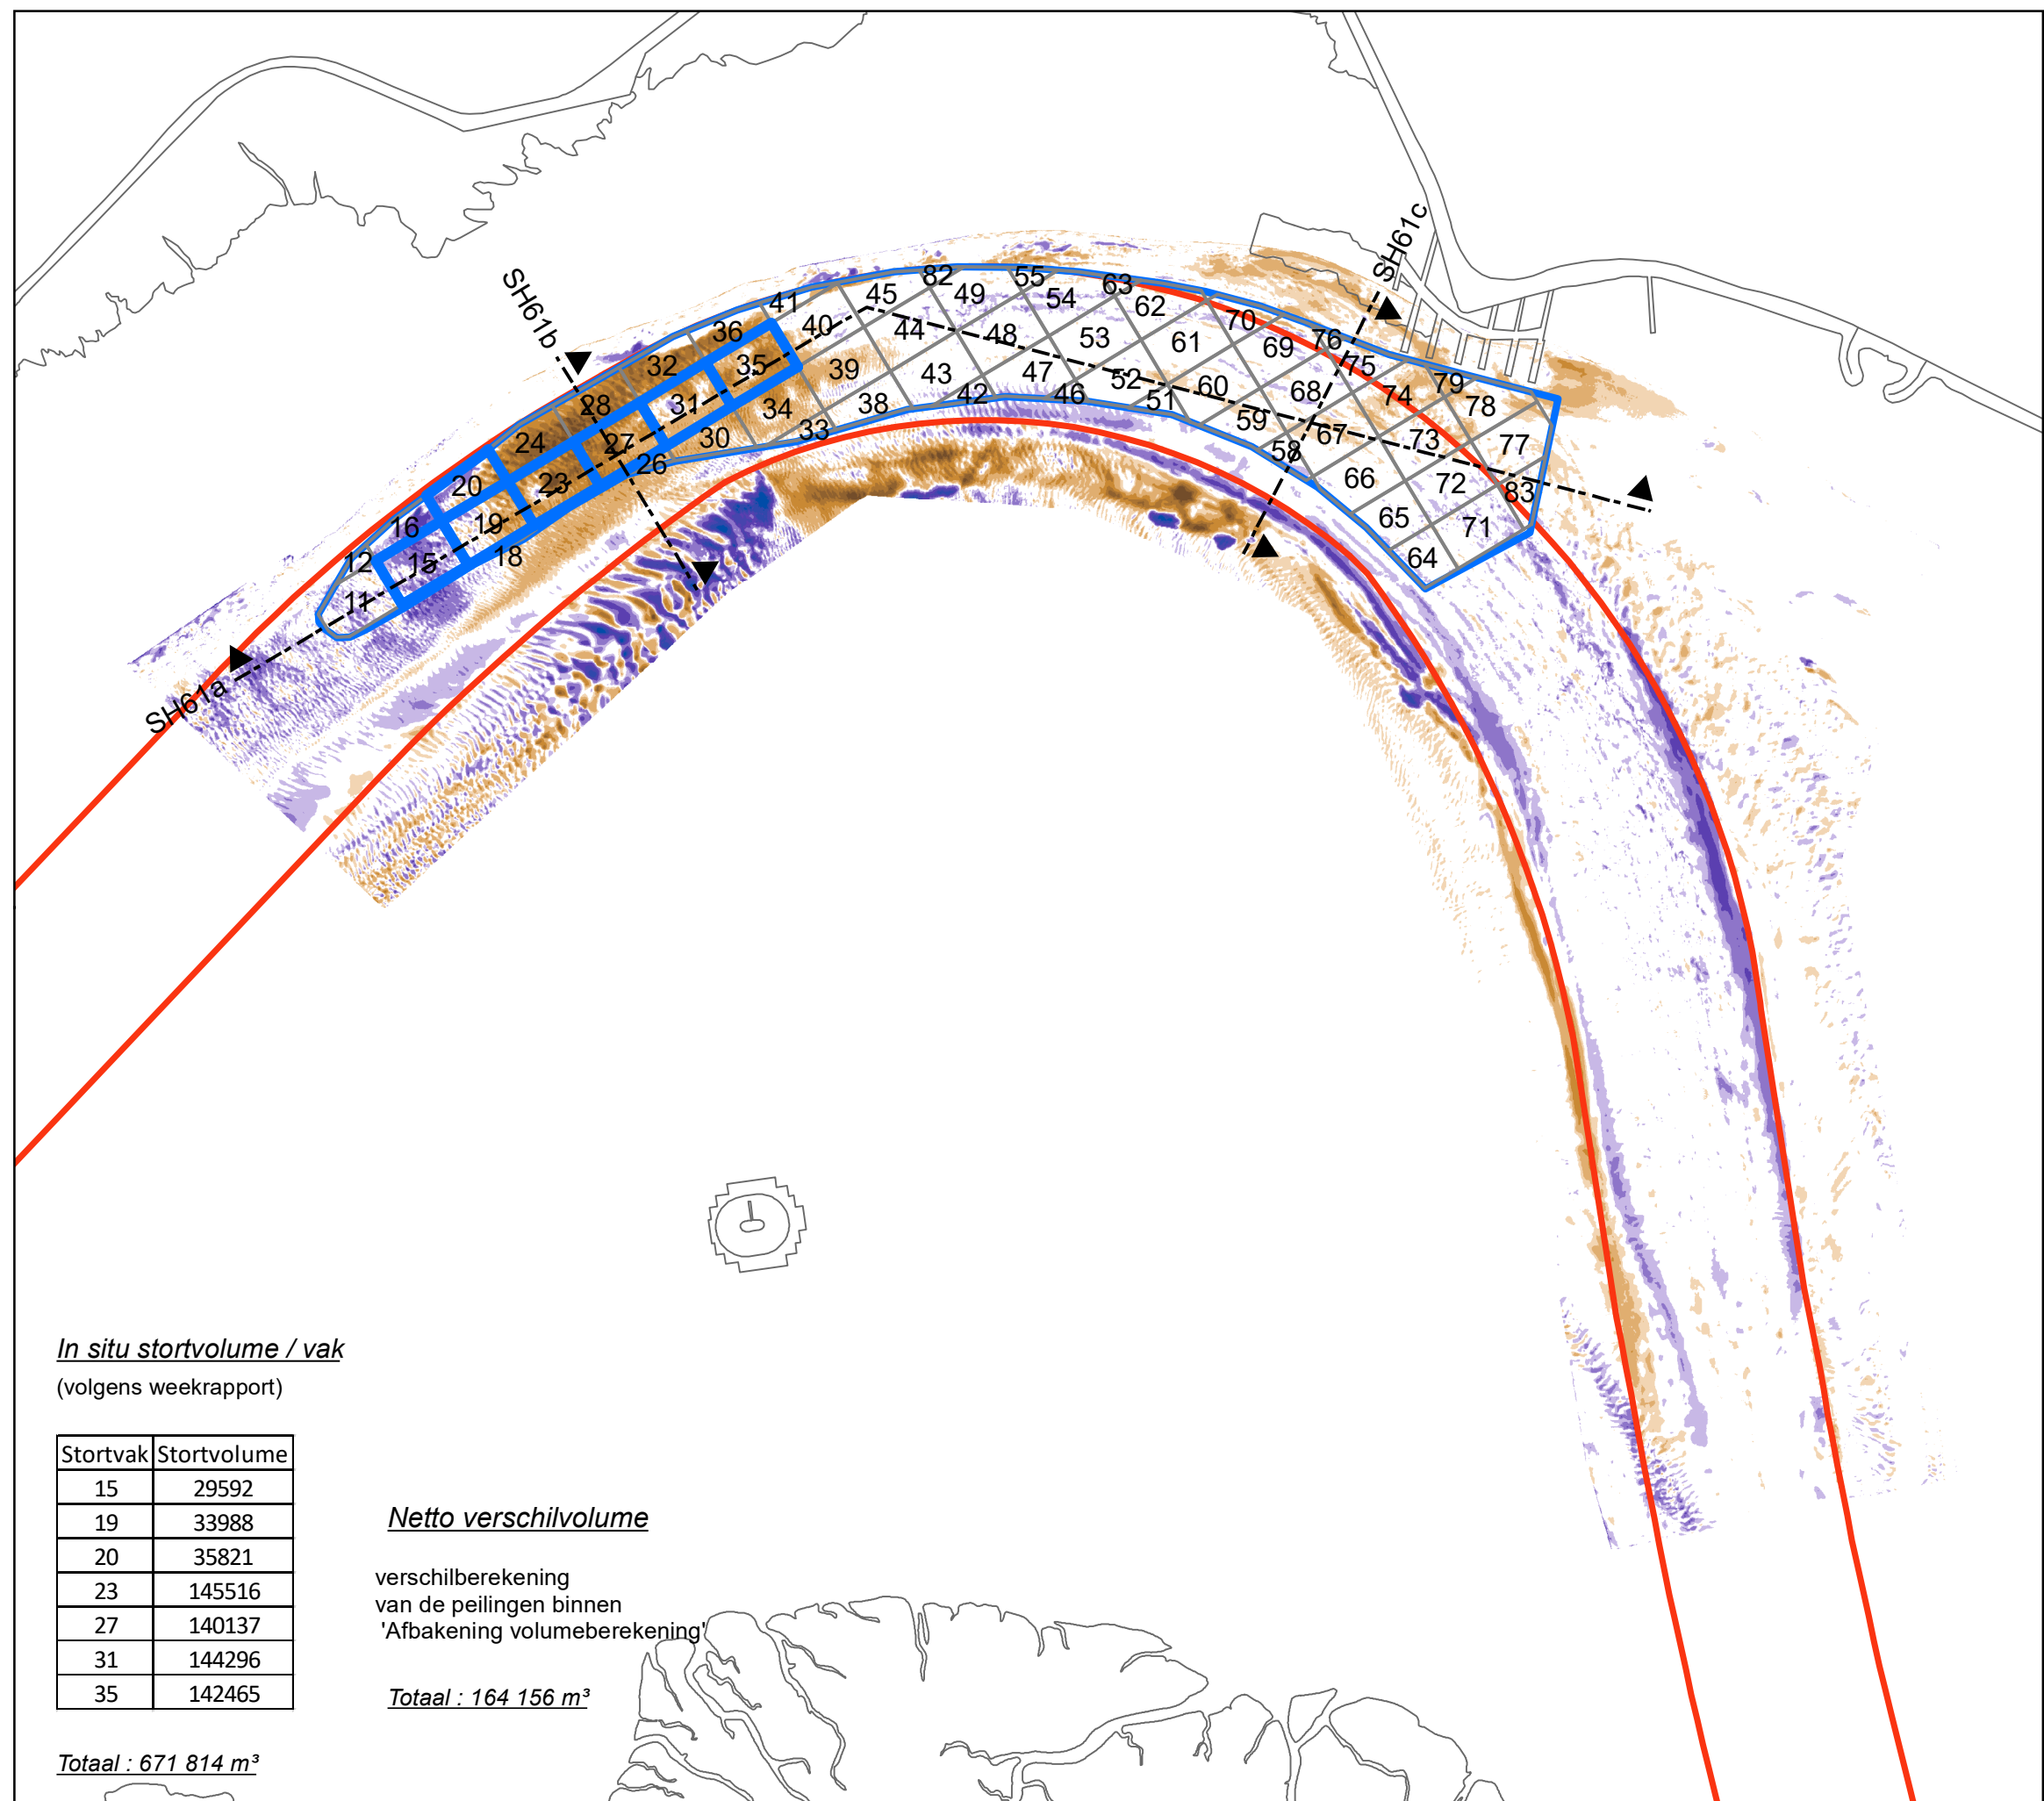 SH61c
SH61b
SH61a
41 45 82 49 55 54 63 62
36 40 44 48 53 61 70 69 76 75
32 35 39 43 47 52 60 68 74 79 78
28 31 34 38 42 46 51 59 67 73 77
24 27 30 33 58 66 72 83
20 23 26 65 71
16 19 18 64
12 15
11
In situ stortvolume / vak
(volgens weekrapport)
Stortvak Stortvolume
15 29592
19 33988
20 35821
23 145516
27 140137
31 144296
35 142465
Totaal : 671 814 m³
Netto verschilvolume
verschilberekening
van de peilingen binnen
'Afbakening volumeberekening'
Totaal : 164 156 m³